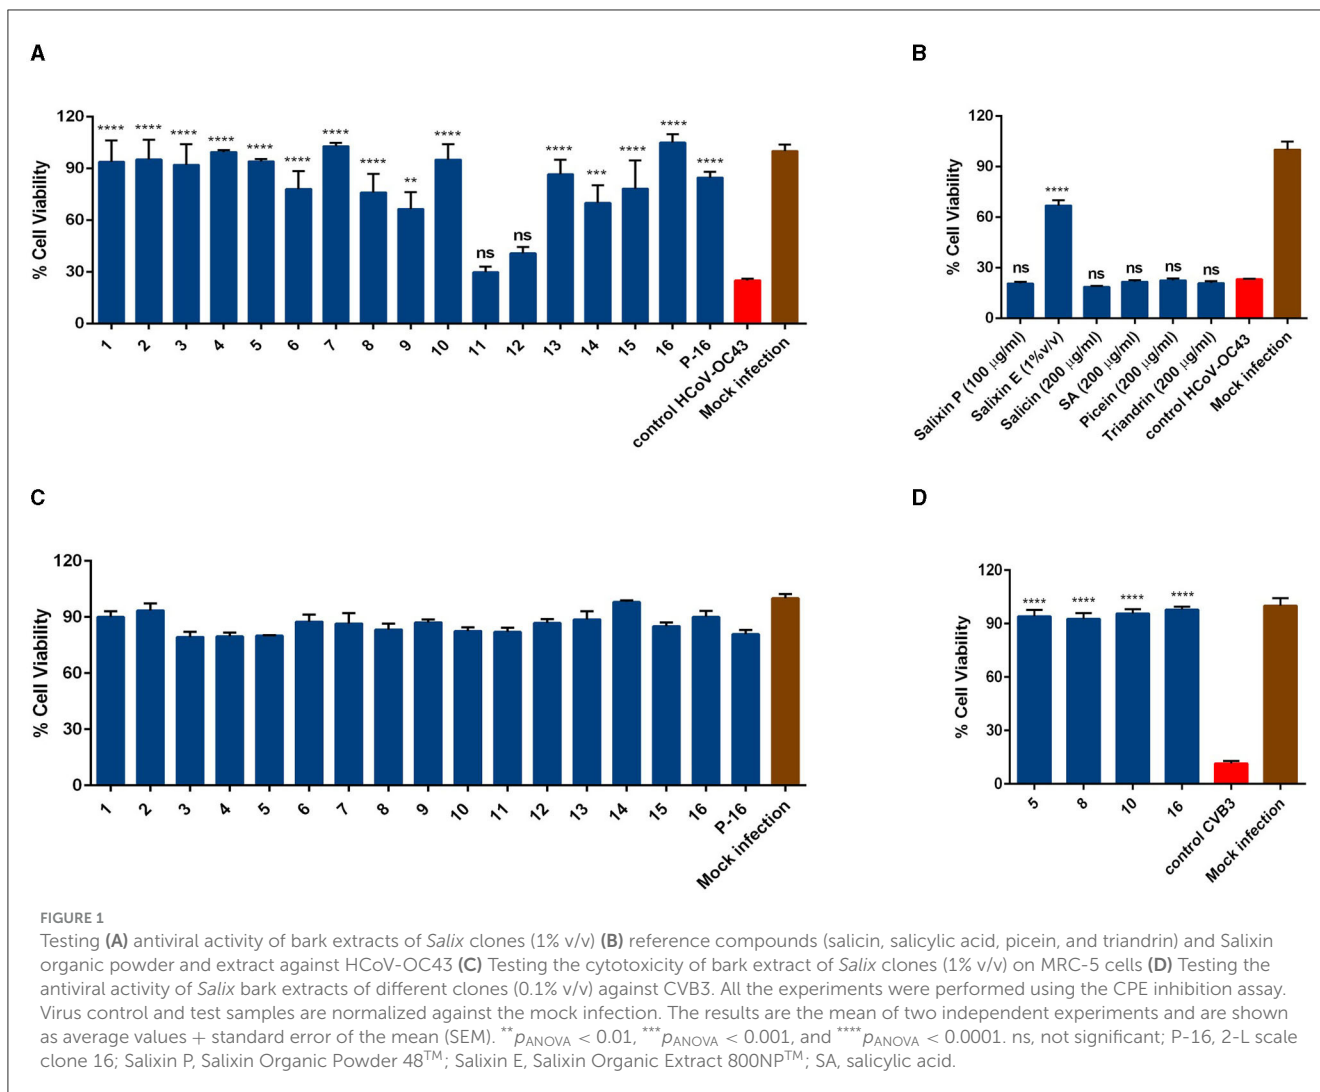 A
% Cell Viability
120
90
60
30
0
**** **** **** **** **** **** **** **** ** **** ns ns **** *** **** **** ****
1 2 3 4 5 6 7 8 9 10 11 12 13 14 15 16 P-16 control HCoV-OC43 Mock infection
B
% Cell Viability
120
90
60
30
0
ns **** ns ns ns ns
Salixin P (100 µg/ml) Salixin E (1%v/v) Salicin (200 µg/ml) SA (200 µg/ml) Picein (200 µg/ml) Triandrin (200 µg/ml) control HCoV-OC43 Mock infection
C
% Cell Viability
120
90
60
30
0
1 2 3 4 5 6 7 8 9 10 11 12 13 14 15 16 P-16 Mock infection
D
% Cell Viability
120
90
60
30
0
**** **** **** ****
5 8 10 16 control CVB3 Mock infection
FIGURE 1
Testing (A) antiviral activity of bark extracts of Salix clones (1% v/v) (B) reference compounds (salicin, salicylic acid, picein, and triandrin) and Salixin
organic powder and extract against HCoV-OC43 (C) Testing the cytotoxicity of bark extract of Salix clones (1% v/v) on MRC-5 cells (D) Testing the
antiviral activity of Salix bark extracts of different clones (0.1% v/v) against CVB3. All the experiments were performed using the CPE inhibition assay.
Virus control and test samples are normalized against the mock infection. The results are the mean of two independent experiments and are shown
as average values + standard error of the mean (SEM). **pANOVA < 0.01, ***pANOVA < 0.001, and ****pANOVA < 0.0001. ns, not significant; P-16, 2-L scale
clone 16; Salixin P, Salixin Organic Powder 48™; Salixin E, Salixin Organic Extract 800NP™; SA, salicylic acid.